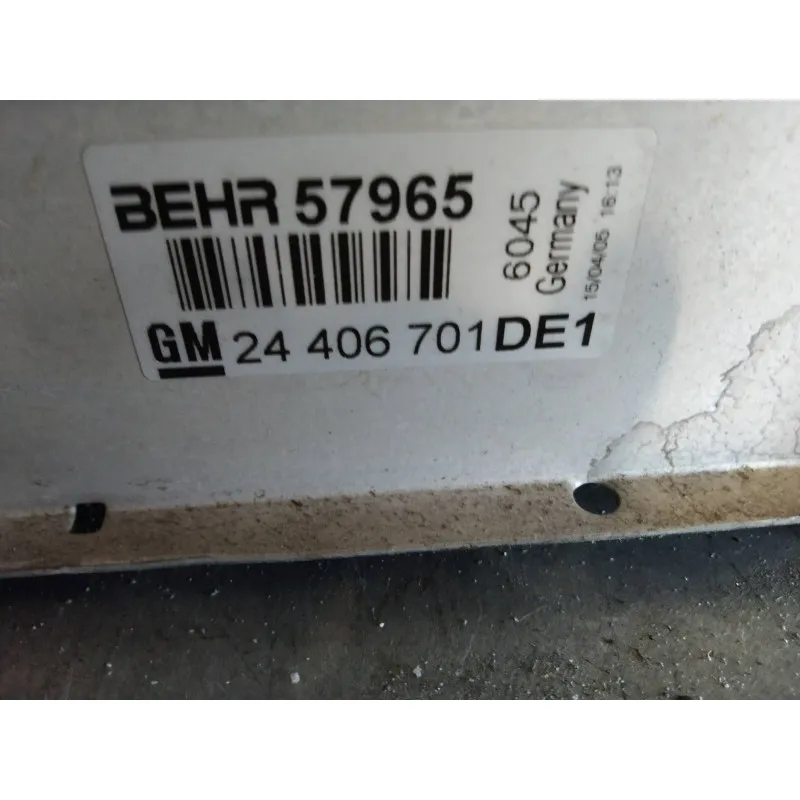 BEHR 57965
6045
Germany
15/04/05 16:13
GM 24 406 701 DE1